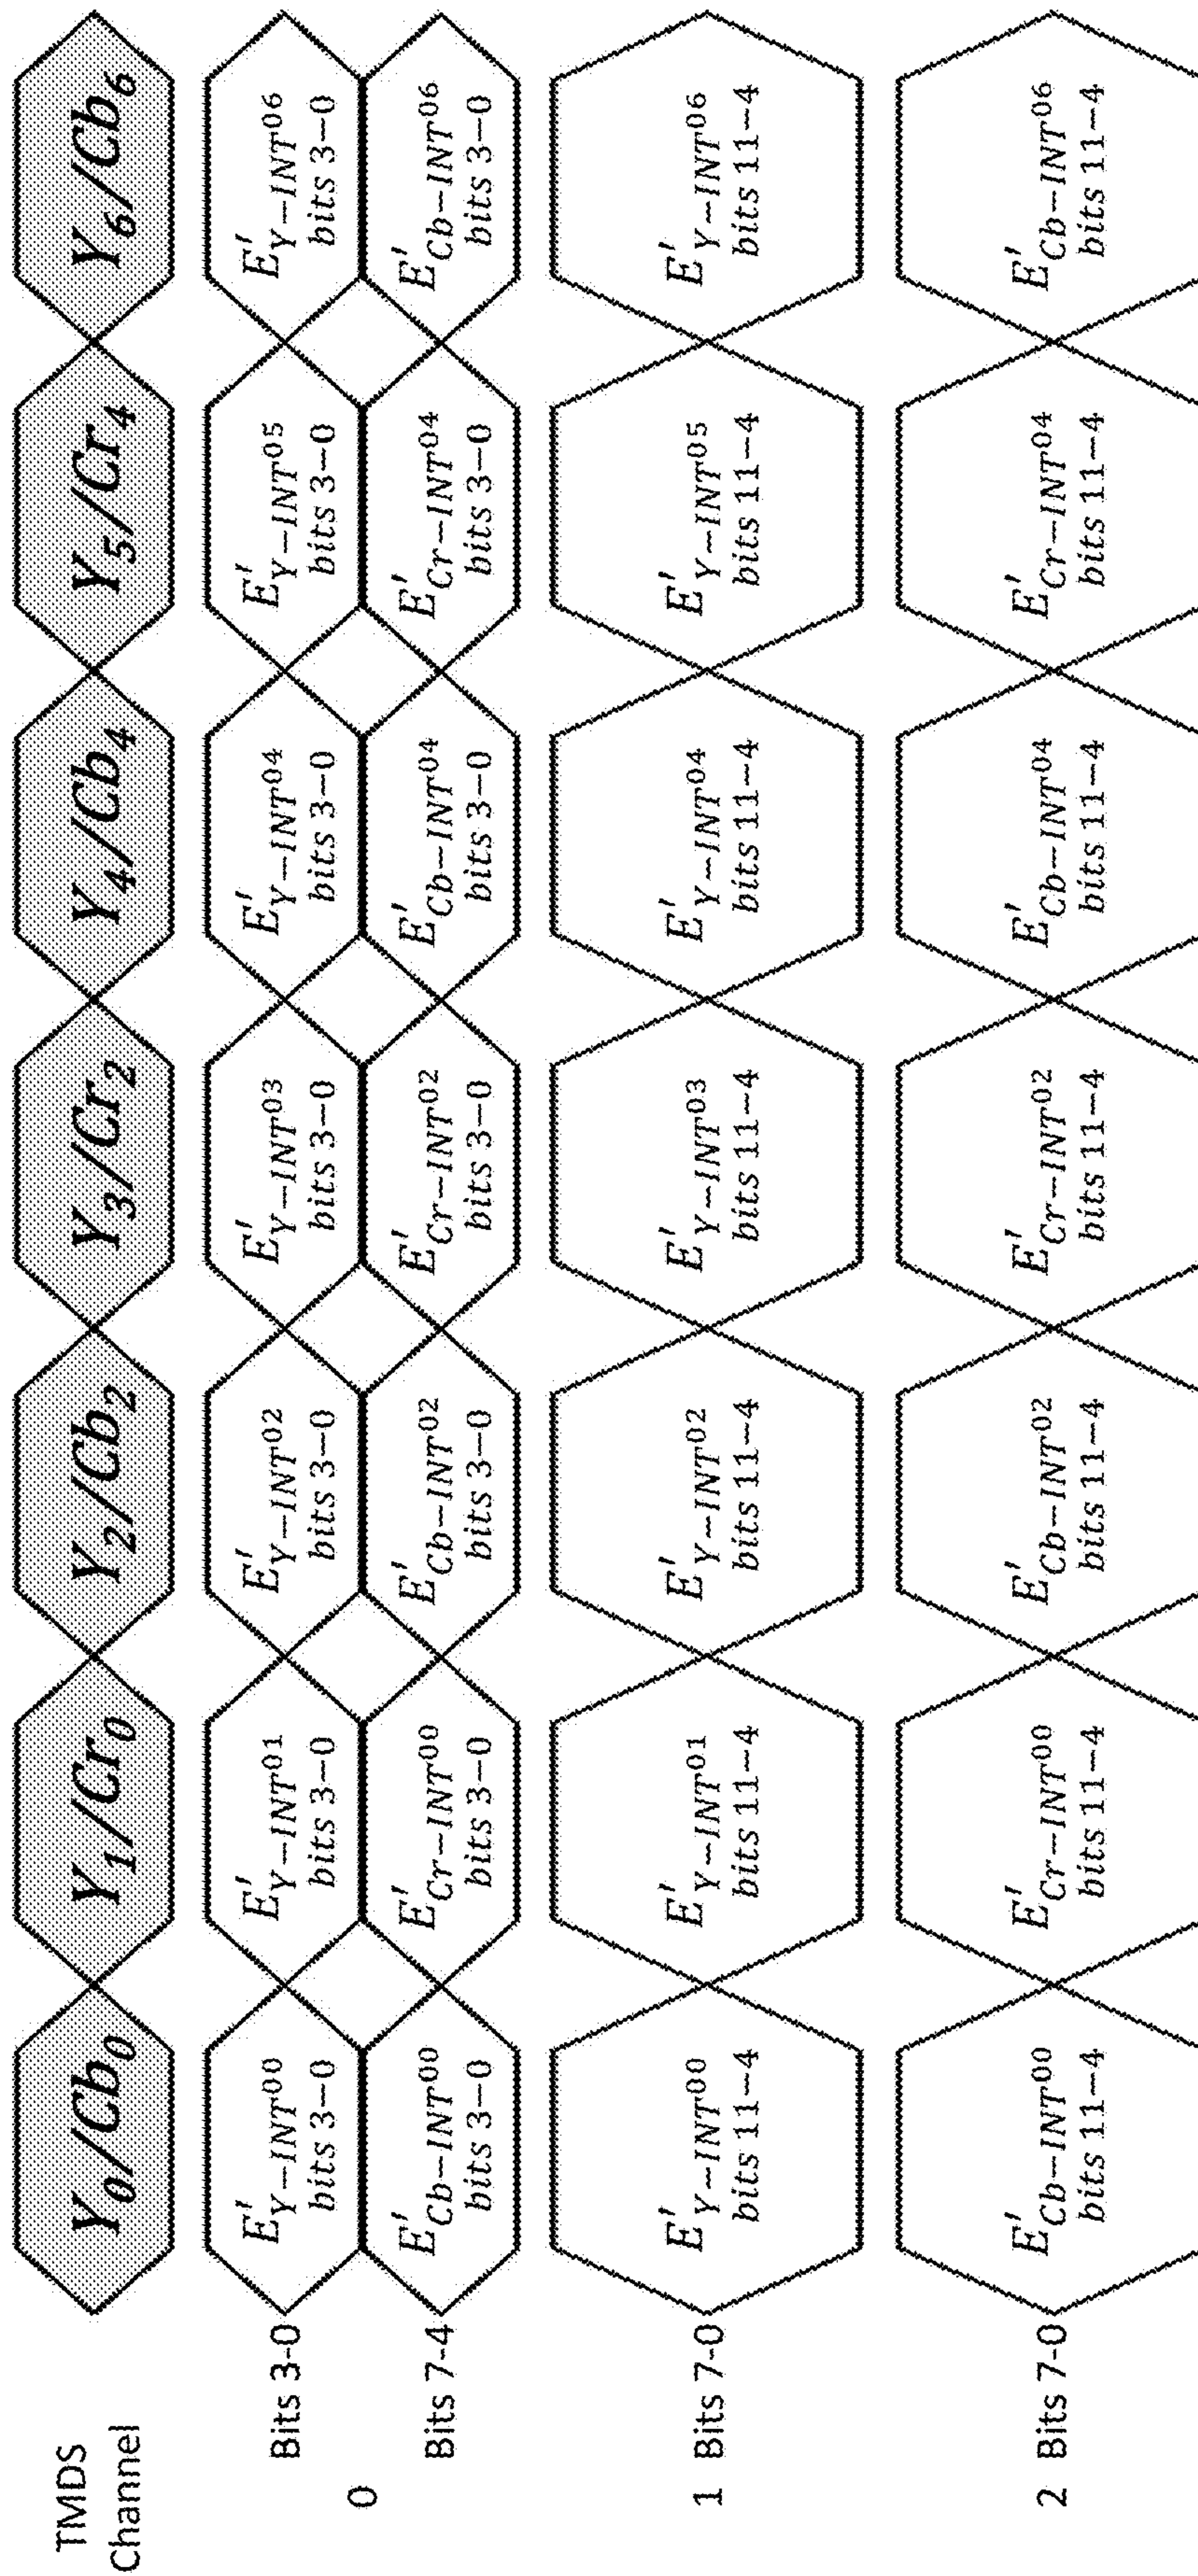 TMDS
Channel
Y0/Cb0 Y1/Cr0 Y2/Cb2 Y3/Cr2 Y4/Cb4 Y5/Cr4 Y6/Cb6
0
Bits 3-0
E'Y−INT00 E'Y−INT01 E'Y−INT02 E'Y−INT03 E'Y−INT04 E'Y−INT05 E'Y−INT06
bits 3−0 bits 3−0 bits 3−0 bits 3−0 bits 3−0 bits 3−0 bits 3−0
Bits 7-4
E'Cb−INT00 E'Cr−INT00 E'Cb−INT02 E'Cr−INT02 E'Cb−INT04 E'Cr−INT04 E'Cb−INT06
bits 3−0 bits 3−0 bits 3−0 bits 3−0 bits 3−0 bits 3−0 bits 3−0
1 Bits 7-0
E'Y−INT00 E'Y−INT01 E'Y−INT02 E'Y−INT03 E'Y−INT04 E'Y−INT05 E'Y−INT06
bits 11−4 bits 11−4 bits 11−4 bits 11−4 bits 11−4 bits 11−4 bits 11−4
2 Bits 7-0
E'Cb−INT00 E'Cr−INT00 E'Cb−INT02 E'Cr−INT02 E'Cb−INT04 E'Cr−INT04 E'Cb−INT06
bits 11−4 bits 11−4 bits 11−4 bits 11−4 bits 11−4 bits 11−4 bits 11−4